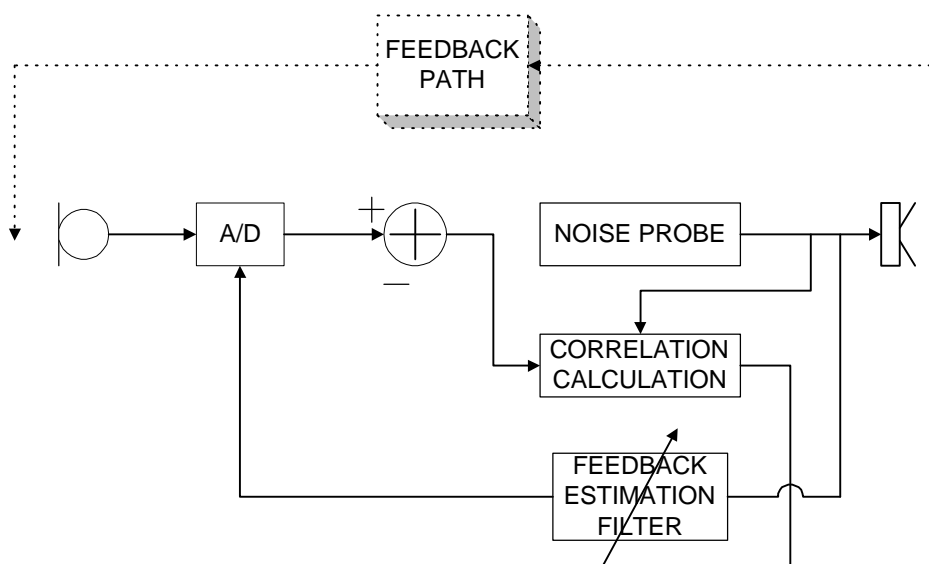 FEEDBACK
PATH
A/D
+
−
NOISE PROBE
CORRELATION
CALCULATION
FEEDBACK
ESTIMATION
FILTER